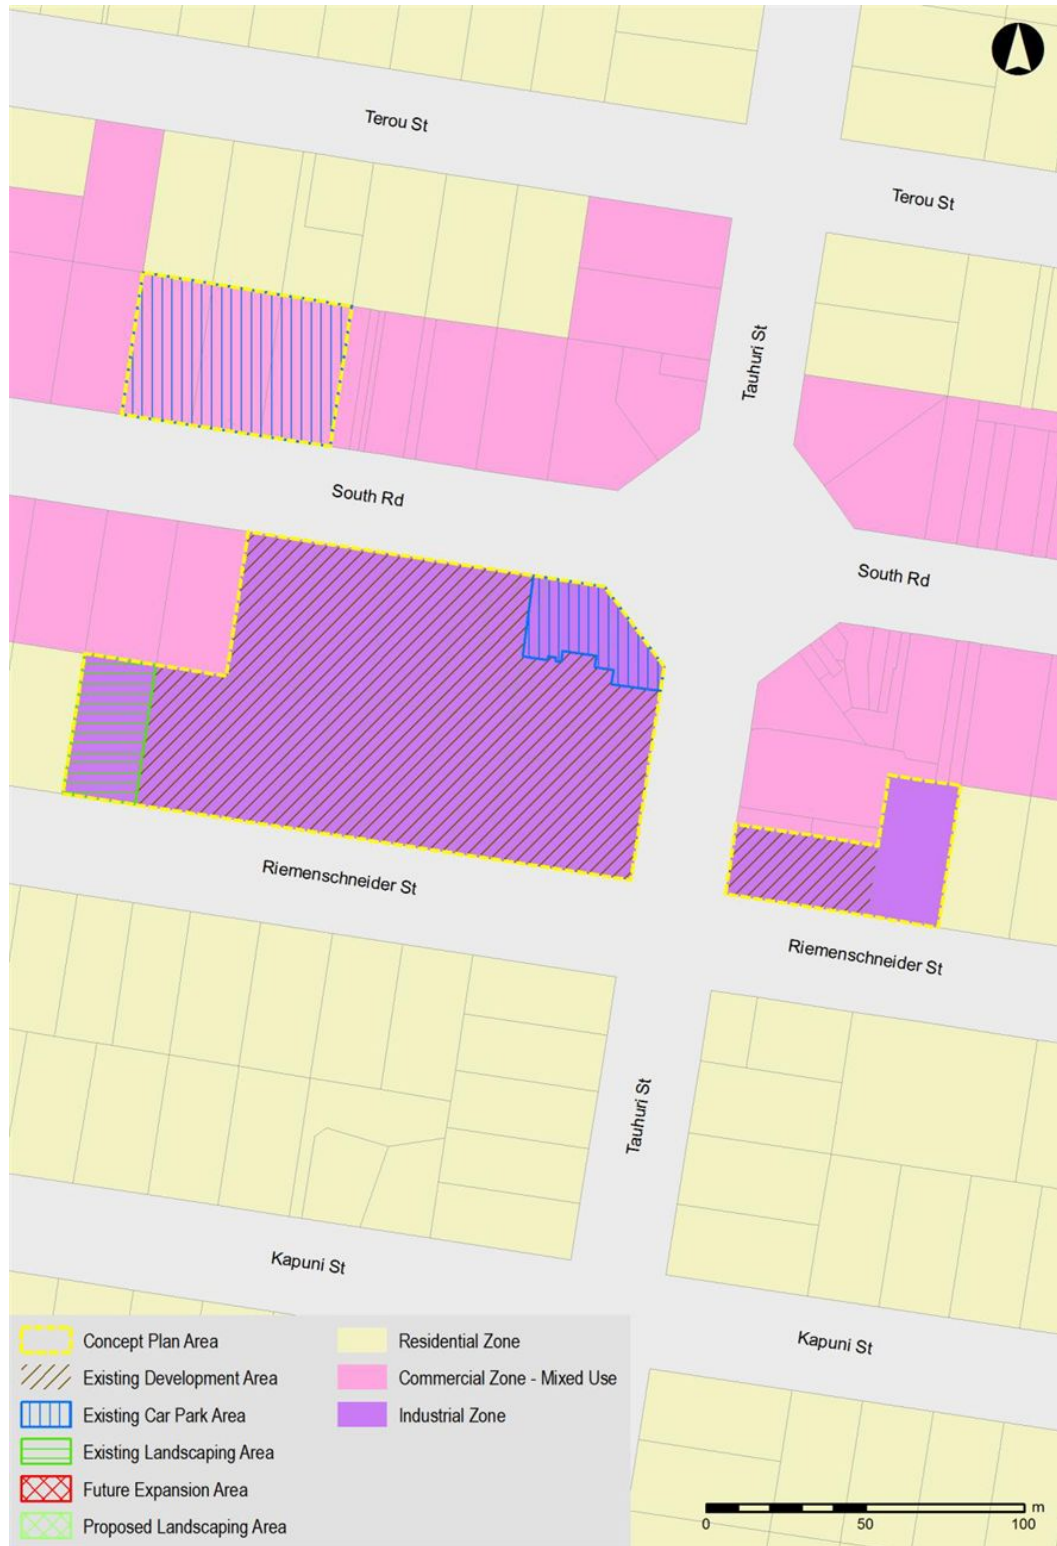 Terou St
Terou St
Tauhuri St
South Rd
South Rd
Riemenschneider St
Riemenschneider St
Tauhuri St
Kapuni St
Kapuni St
Concept Plan Area
Existing Development Area
Existing Car Park Area
Existing Landscaping Area
Future Expansion Area
Proposed Landscaping Area
Residential Zone
Commercial Zone - Mixed Use
Industrial Zone
m
0 50 100